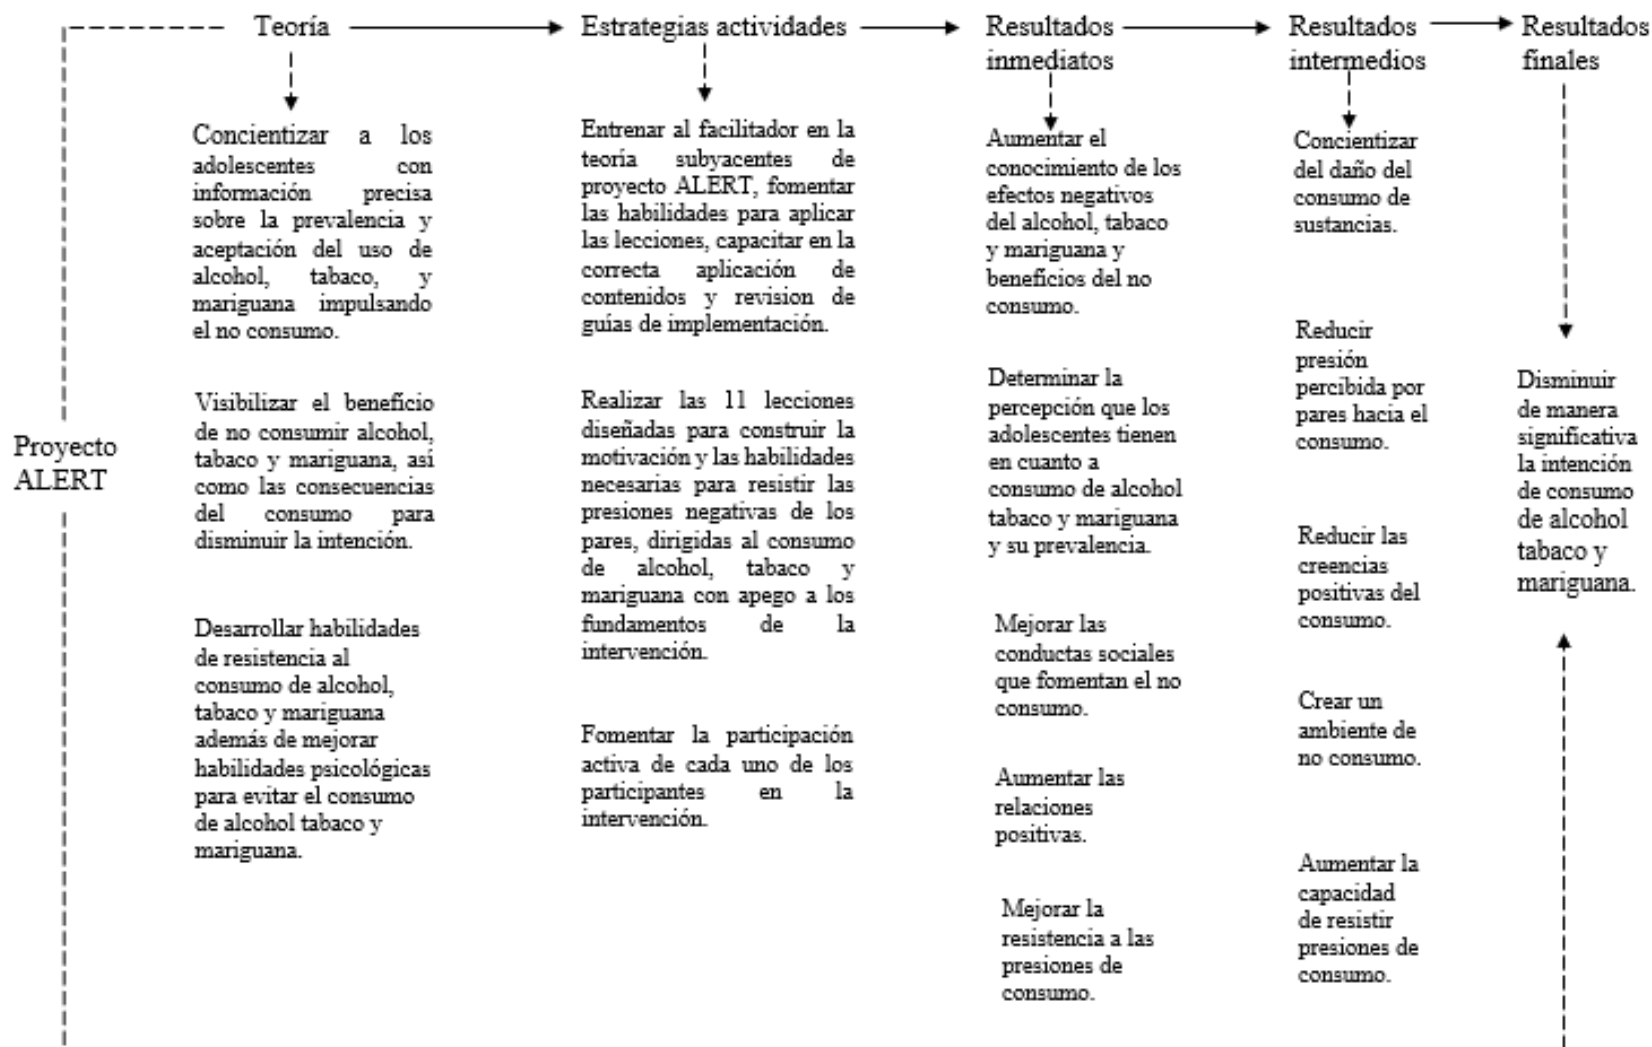 Teoría
Estrategias actividades
Resultados
inmediatos
Resultados
intermedios
Resultados
finales
Proyecto
ALERT
Concientizar a los
adolescentes con
información precisa
sobre la prevalencia y
aceptación del uso de
alcohol, tabaco, y
mariguana impulsando
el no consumo.
Visibilizar el beneficio
de no consumir alcohol,
tabaco y mariguana, así
como las consecuencias
del consumo para
disminuir la intención.
Desarrollar habilidades
de resistencia al
consumo de alcohol,
tabaco y mariguana
además de mejorar
habilidades psicológicas
para evitar el consumo
de alcohol tabaco y
mariguana.
Entrenar al facilitador en la
teoría subyacentes de
proyecto ALERT, fomentar
las habilidades para aplicar
las lecciones, capacitar en la
correcta aplicación de
contenidos y revision de
guías de implementación.
Realizar las 11 lecciones
diseñadas para construir la
motivación y las habilidades
necesarias para resistir las
presiones negativas de los
pares, dirigidas al consumo
de alcohol, tabaco y
mariguana con apego a los
fundamentos de la
intervención.
Fomentar la participación
activa de cada uno de los
participantes en la
intervención.
Aumentar el
conocimiento de los
efectos negativos
del alcohol, tabaco
y mariguana y
beneficios del no
consumo.
Determinar la
percepción que los
adolescentes tienen
en cuanto a
consumo de alcohol
tabaco y mariguana
y su prevalencia.
Mejorar las
conductas sociales
que fomentan el no
consumo.
Aumentar las
relaciones
positivas.
Mejorar la
resistencia a las
presiones de
consumo.
Concientizar
del daño del
consumo de
sustancias.
Reducir
presión
percibida por
pares hacia el
consumo.
Reducir las
creencias
positivas del
consumo.
Crear un
ambiente de
no consumo.
Aumentar la
capacidad
de resistir
presiones de
consumo.
Disminuir
de manera
significativa
la intención
de consumo
de alcohol
tabaco y
mariguana.